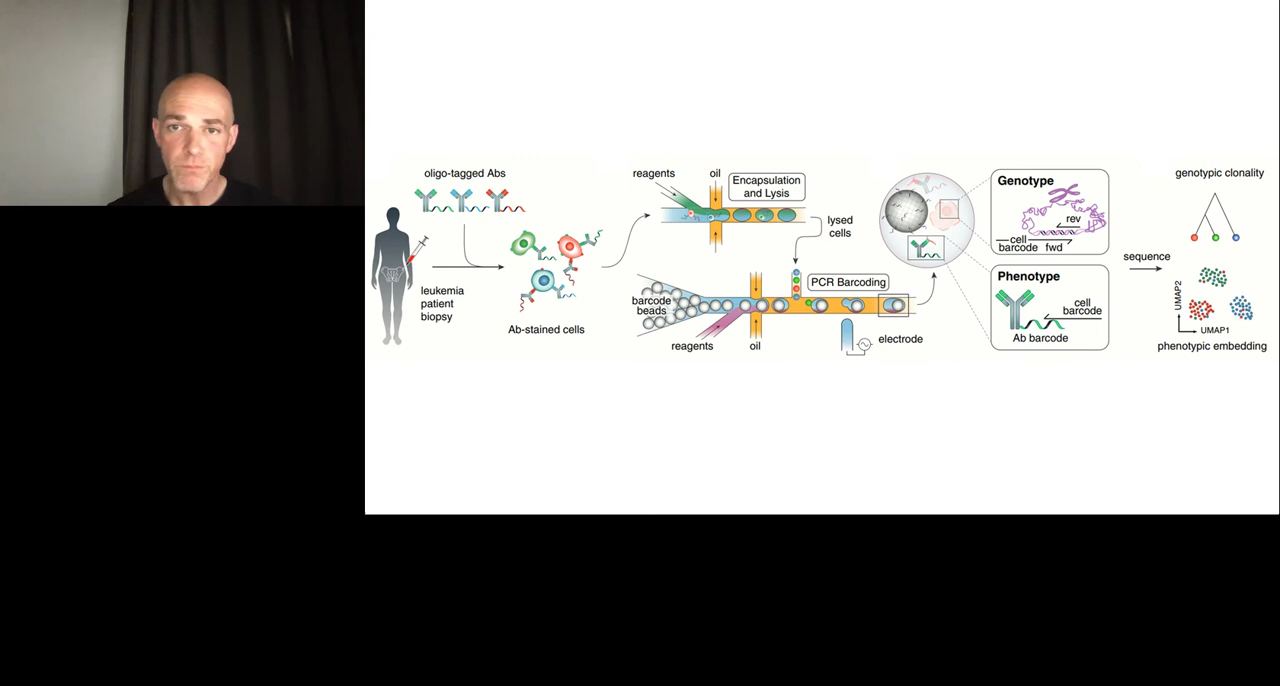 oligo-tagged Abs
leukemia
patient
biopsy
Ab-stained cells
reagents
oil
Encapsulation
and Lysis
lysed
cells
barcode
beads
PCR Barcoding
reagents
oil
electrode
Genotype
rev
cell
barcode fwd
Phenotype
cell
barcode
Ab barcode
sequence
genotypic clonality
UMAP2
UMAP1
phenotypic embedding